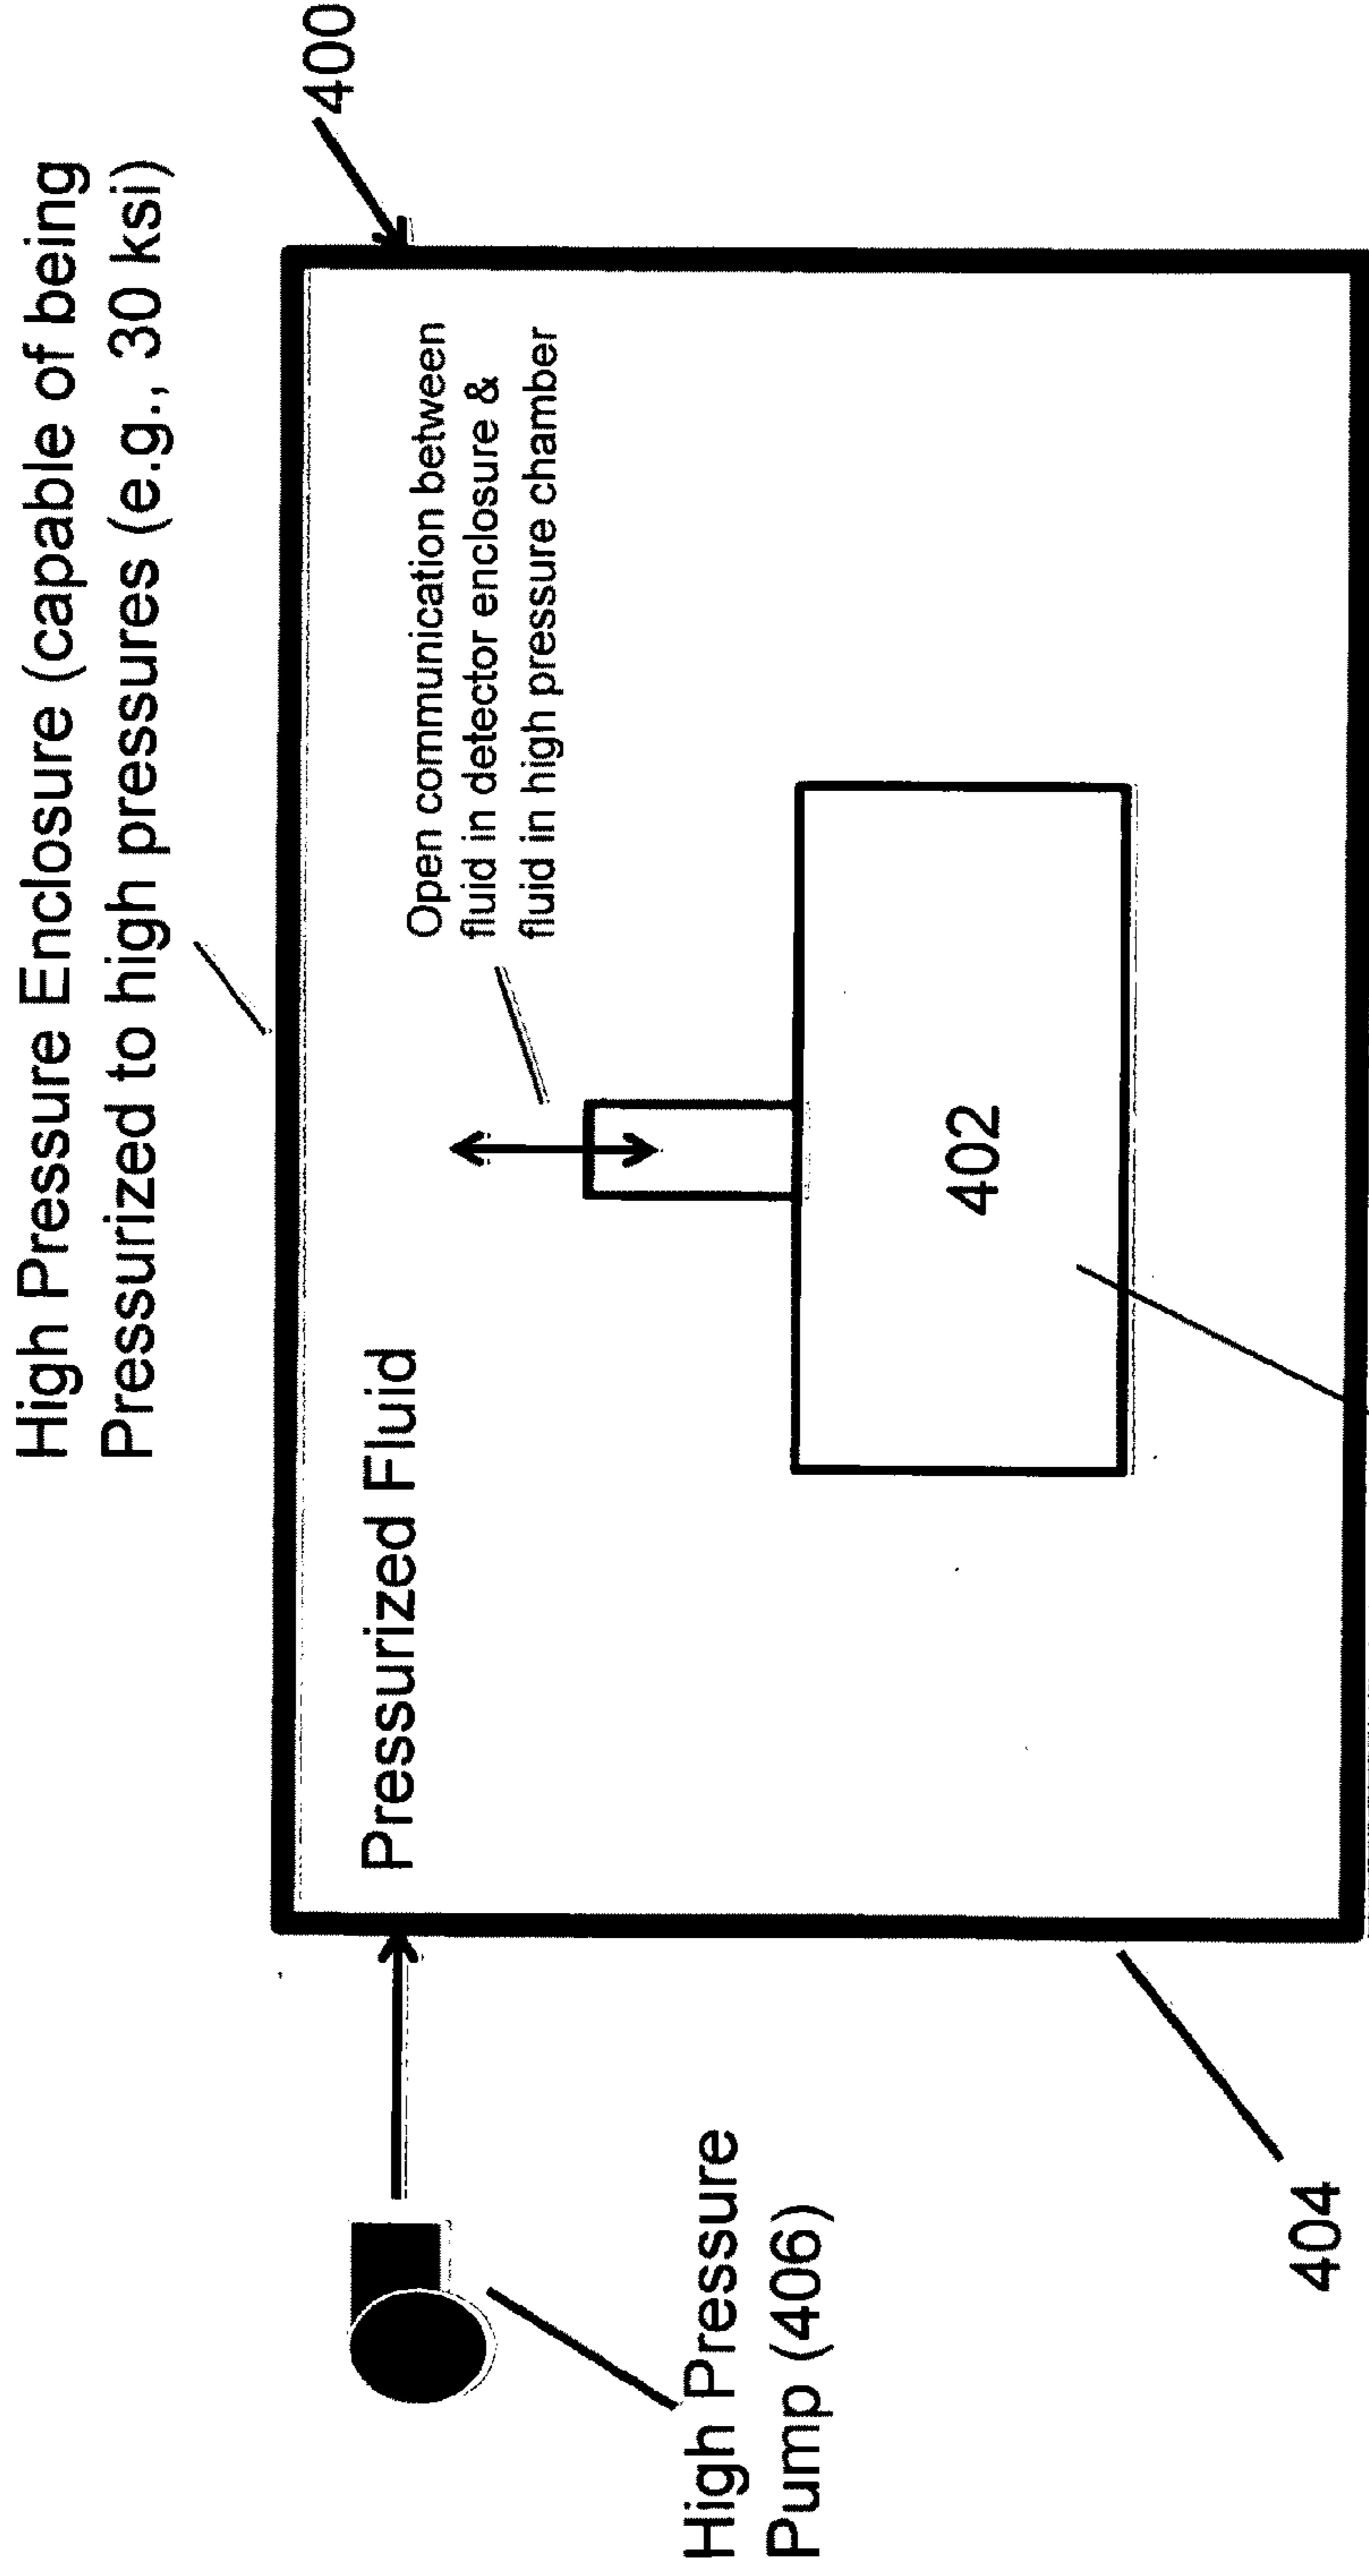 High Pressure Enclosure (capable of being
Pressurized to high pressures (e.g., 30 ksi)
400
Pressurized Fluid
Open communication between
fluid in detector enclosure &
fluid in high pressure chamber
402
High Pressure
Pump (406)
404